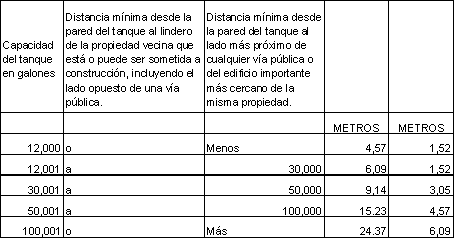 Capacidad
del tanque
en galones
Distancia mínima desde la
pared del tanque al lindero
de la propiedad vecina que
está o puede ser sometida a
construcción, incluyendo el
lado opuesto de una vía
pública.
Distancia mínima desde
la pared del tanque al
lado más próximo de
cualquier vía pública o
del edificio importante
más cercano de la
misma propiedad.
METROS METROS
12,000 o Menos 4,57 1,52
12,001 a 30,000 6,09 1,52
30,001 a 50,000 9,14 3,05
50,001 a 100,000 15.23 4,57
100,001 o Más 24.37 6,09